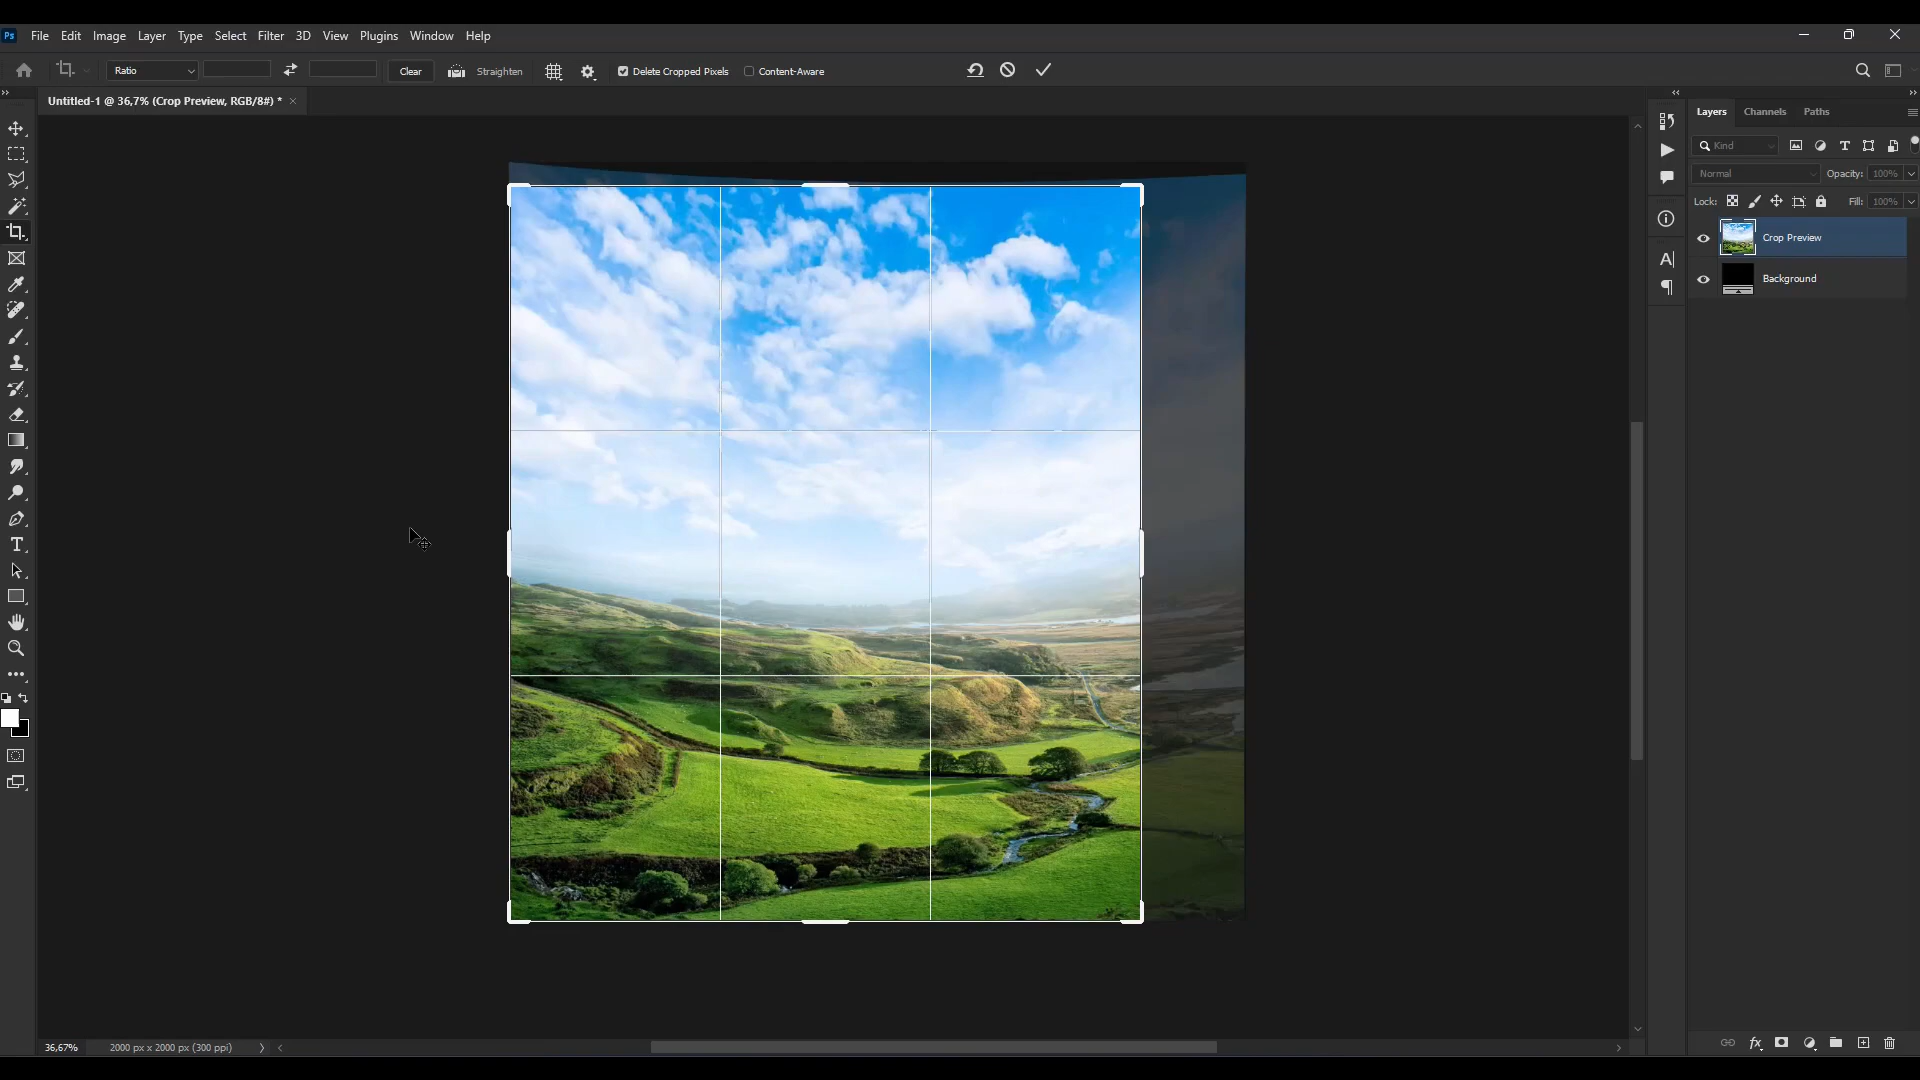 Ps File Edit Image Layer Type Select Filter 3D View Plugins Window Help
Ratio Clear Straighten Delete Cropped Pixels Content-Aware
Untitled-1 @ 36,7% (Crop Preview, RGB/8#) *
Layers Channels Paths
Kind
Normal Opacity: 100%
Lock: Fill: 100%
Crop Preview
Background
36,67% 2000 px x 2000 px (300 ppi)